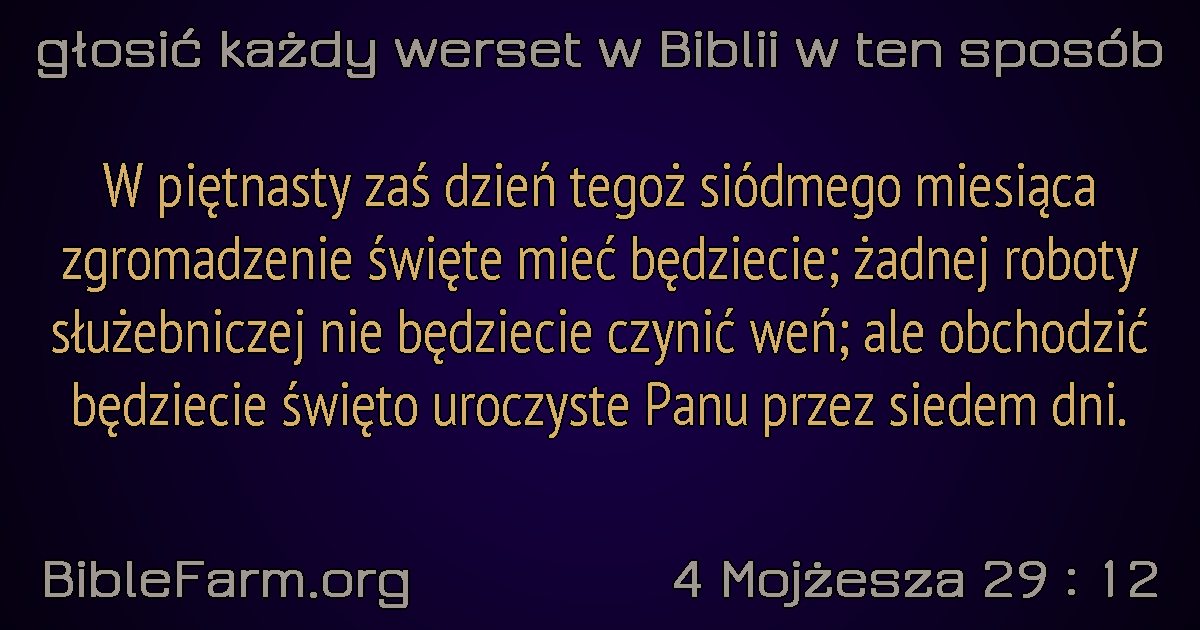 głosić każdy werset w Biblii w ten sposób
W piętnasty zaś dzień tegoż siódmego miesiąca
zgromadzenie święte mieć będziecie; żadnej roboty
służebniczej nie będziecie czynić weń; ale obchodzić
będziecie święto uroczyste Panu przez siedem dni.
BibleFarm.org
4 Mojżesza 29 : 12